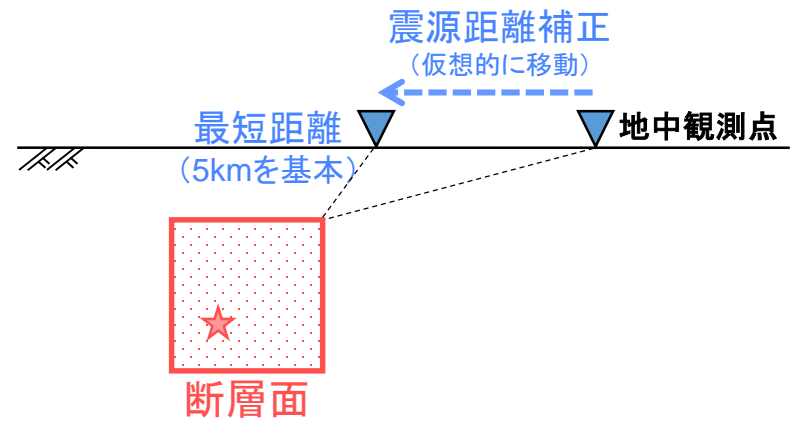 震源距離補正
（仮想的に移動）
最短距離
（5kmを基本）
地中観測点
断層面